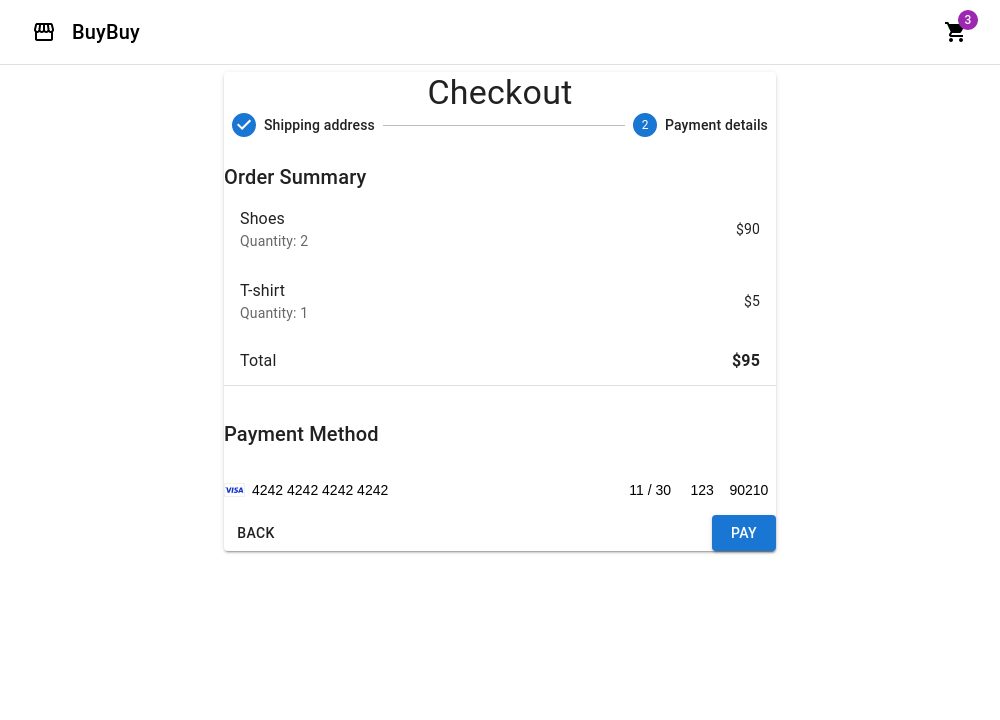 BuyBuy
3
Checkout
Shipping address
2 Payment details
Order Summary
Shoes
Quantity: 2
$90
T-shirt
Quantity: 1
$5
Total $95
Payment Method
VISA 4242 4242 4242 4242 11 / 30 123 90210
BACK PAY